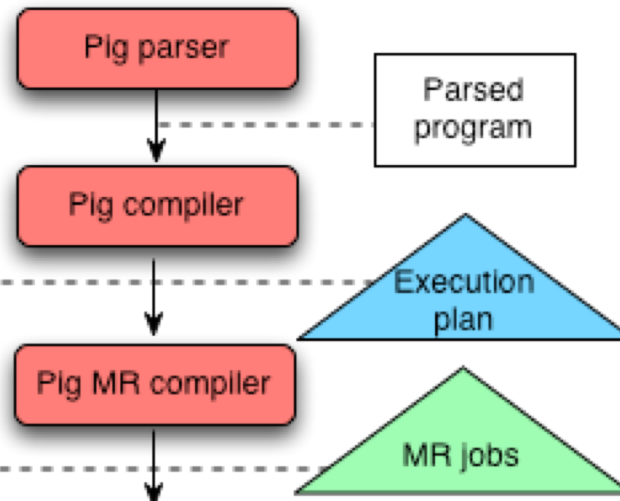 Pig parser
Parsed
program
Pig compiler
Execution
plan
Pig MR compiler
MR jobs